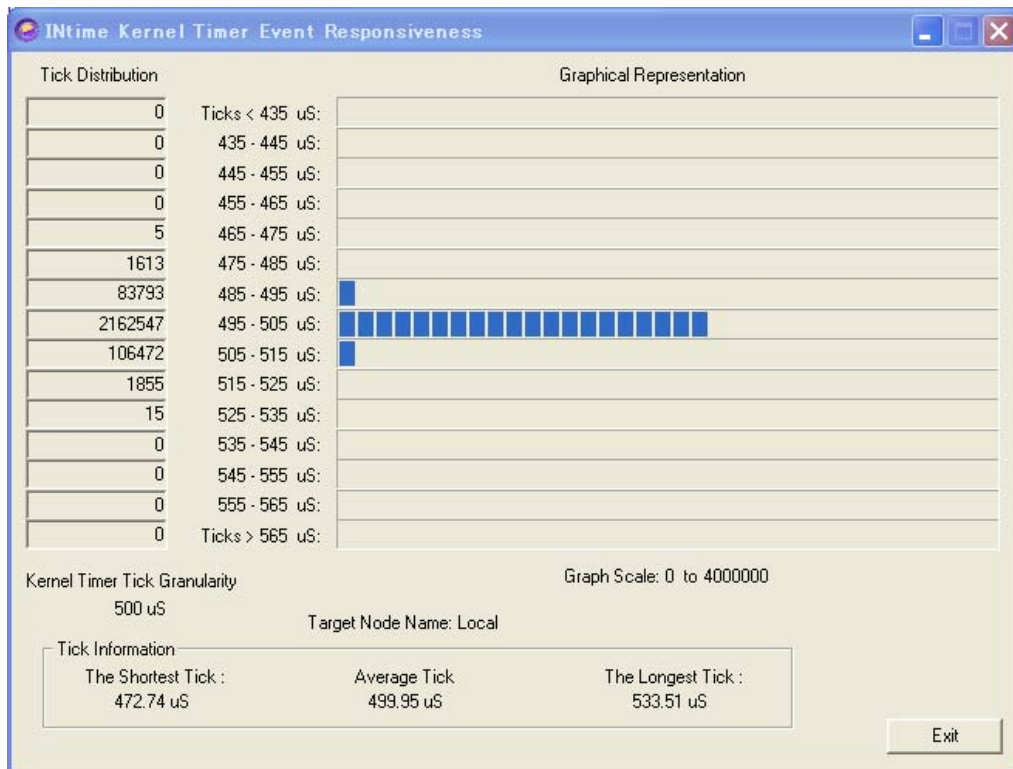 INtime Kernel Timer Event Responsiveness
Tick Distribution Graphical Representation
0 Ticks < 435 uS:
0 435 - 445 uS:
0 445 - 455 uS:
0 455 - 465 uS:
5 465 - 475 uS:
1613 475 - 485 uS:
83793 485 - 495 uS:
2162547 495 - 505 uS:
106472 505 - 515 uS:
1855 515 - 525 uS:
15 525 - 535 uS:
0 535 - 545 uS:
0 545 - 555 uS:
0 555 - 565 uS:
0 Ticks > 565 uS:
Kernel Timer Tick Granularity
500 uS
Graph Scale: 0 to 4000000
Target Node Name: Local
Tick Information
The Shortest Tick : Average Tick The Longest Tick :
472.74 uS 499.95 uS 533.51 uS
Exit